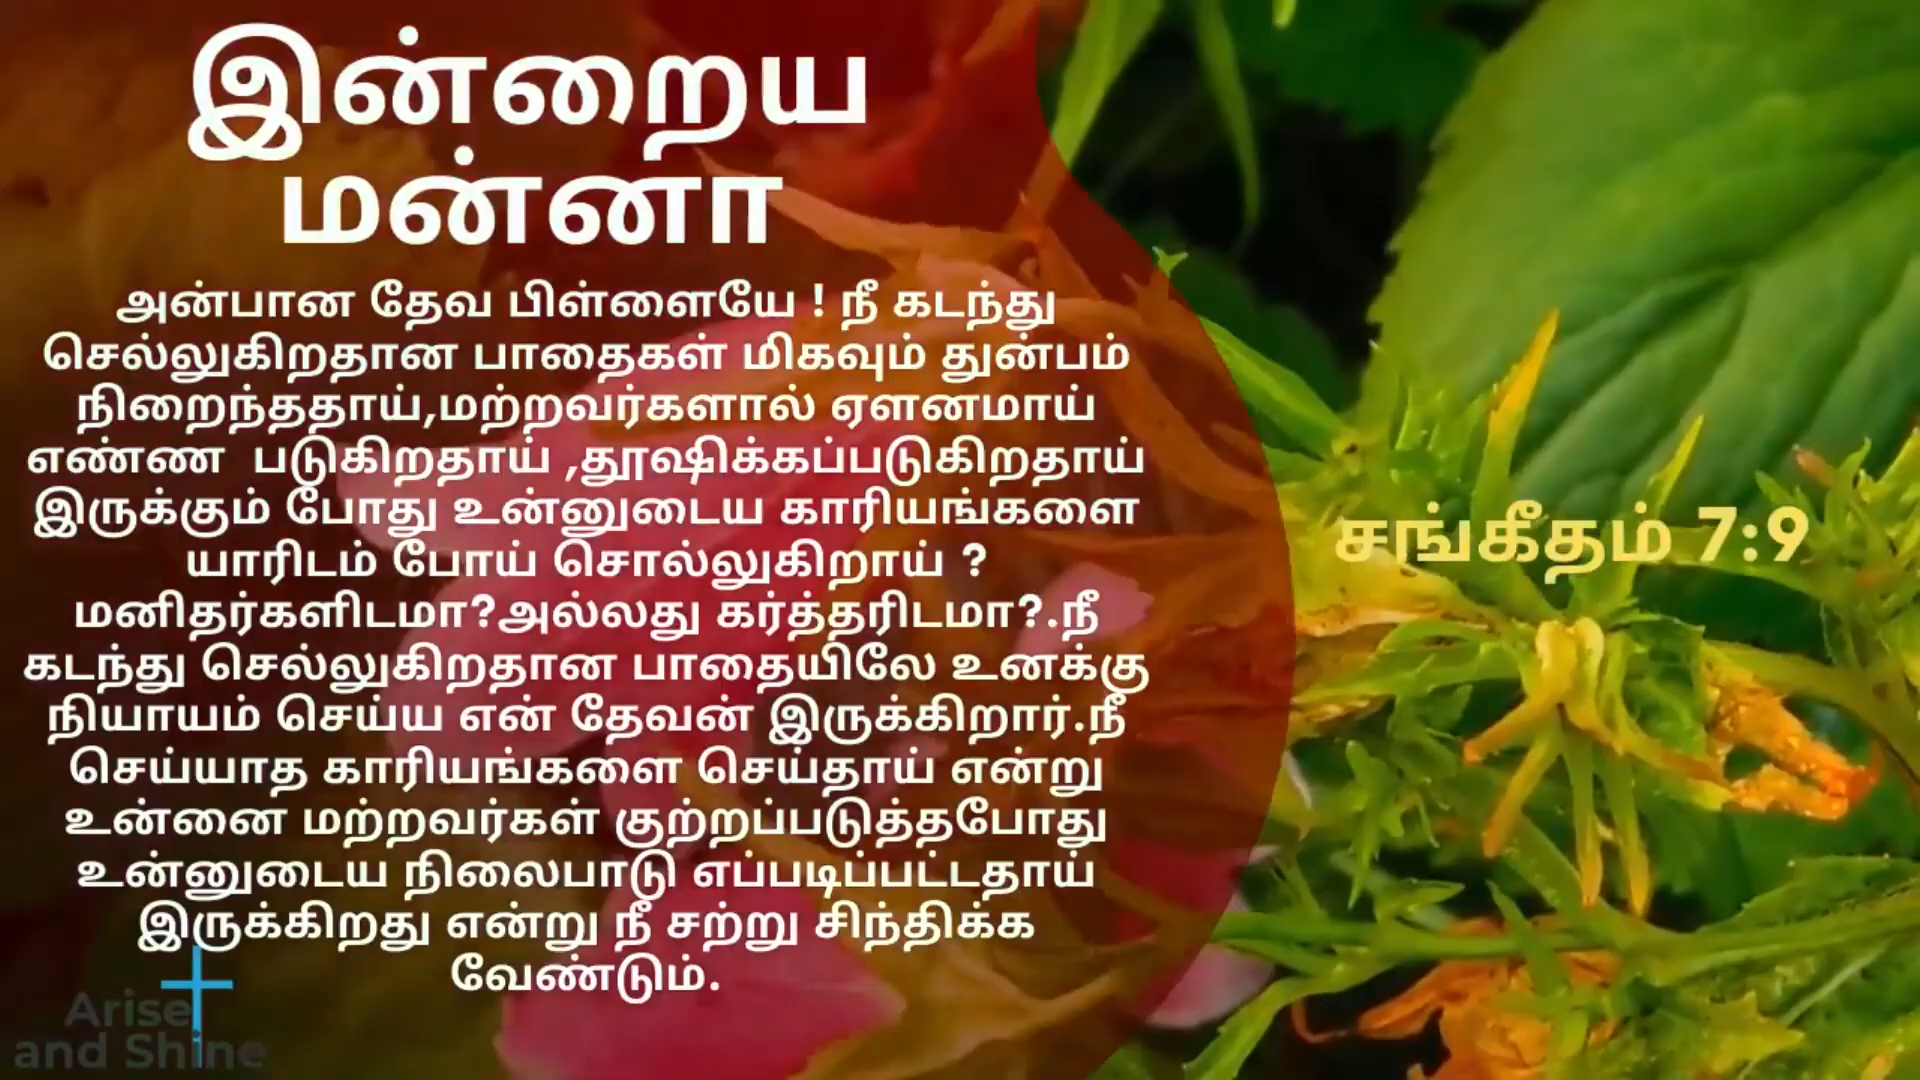 இன்றைய
மன்னா
அன்பான தேவ பிள்ளையே ! நீ கடந்து
செல்லுகிறதான பாதைகள் மிகவும் துன்பம்
நிறைந்ததாய்,மற்றவர்களால் ஏளனமாய்
எண்ண  படுகிறதாய் ,தூஷிக்கப்படுகிறதாய்
இருக்கும் போது உன்னுடைய காரியங்களை
யாரிடம் போய் சொல்லுகிறாய் ?
மனிதர்களிடமா?அல்லது கர்த்தரிடமா?.நீ
கடந்து செல்லுகிறதான பாதையிலே உனக்கு
நியாயம் செய்ய என் தேவன் இருக்கிறார்.நீ
செய்யாத காரியங்களை செய்தாய் என்று
உன்னை மற்றவர்கள் குற்றப்படுத்தபோது
உன்னுடைய நிலைபாடு எப்படிப்பட்டதாய்
இருக்கிறது என்று நீ சற்று சிந்திக்க
வேண்டும்.
சங்கீதம் 7:9
Arise
and Shine